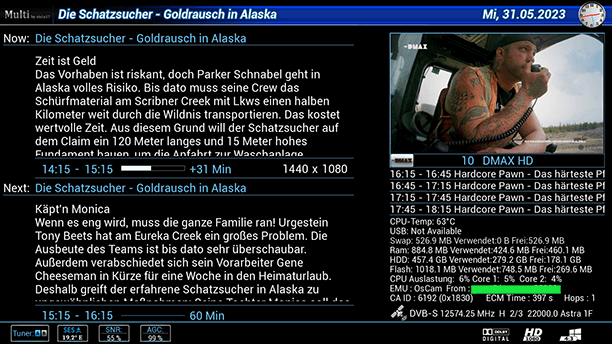 Multi Die Schatzsucher - Goldrausch in Alaska Mi, 31.05.2023
Now: Die Schatzsucher - Goldrausch in Alaska
Zeit ist Geld
Das Vorhaben ist riskant, doch Parker Schnabel geht in
Alaska volles Risiko. Bis dato muss seine Crew das
Schürfmaterial am Scribner Creek mit Lkws einen halben
Kilometer weit durch die Wildnis transportieren. Das kostet
wertvolle Zeit. Aus diesem Grund will der Schatzsucher auf
dem Claim ein 120 Meter langes und 15 Meter hohes
Fundament bauen, um die Anfahrt zur Waschanlage
14:15 - 15:15 +31 Min 1440 x 1080
Next: Die Schatzsucher - Goldrausch in Alaska
Käpt'n Monica
Wenn es eng wird, muss die ganze Familie ran! Urgestein
Tony Beets hat am Eureka Creek ein großes Problem. Die
Ausbeute des Teams ist bis dato sehr überschaubar.
Außerdem verabschiedet sich sein Vorarbeiter Gene
Cheeseman in Kürze für eine Woche in den Heimaturlaub.
Deshalb greift der erfahrene Schatzsucher in Alaska zu
ungewöhnlichen Maßnahmen: Seine Tochter Monica soll das
15:15 - 16:15 60 Min
DMAX
DMAX 10 DMAX HD
16:15 - 16:45 Hardcore Pawn - Das härteste Pf
16:45 - 17:15 Hardcore Pawn - Das härteste Pf
17:15 - 17:45 Hardcore Pawn - Das härteste Pf
17:45 - 18:15 Hardcore Pawn - Das härteste Pf
CPU-Temp: 63°C
USB: Not Available
Swap: 526.9 MB Verwendet:0 B Frei:526.9 MB
Ram: 884.8 MB Verwendet:424.6 MB Frei:460.1 MB
HDD: 457.4 GB Verwendet:279.2 GB Frei:178.1 GB
Flash: 1018.1 MB Verwendet:748.5 MB Frei:269.6 MB
CPU Auslastung: 6% Core 1: 5% Core 2: 4%
EMU : OsCam From:
CA ID : 6192 (0x1830) ECM Time : 397 s Hops : 1
DVB-S 12574.25 MHz H 2/3 22000.0 Astra 1F
Tuner: A SES 19.2° E SNR: 55 % AGC: 99 % DOLBY DIGITAL HD 1080 4:3